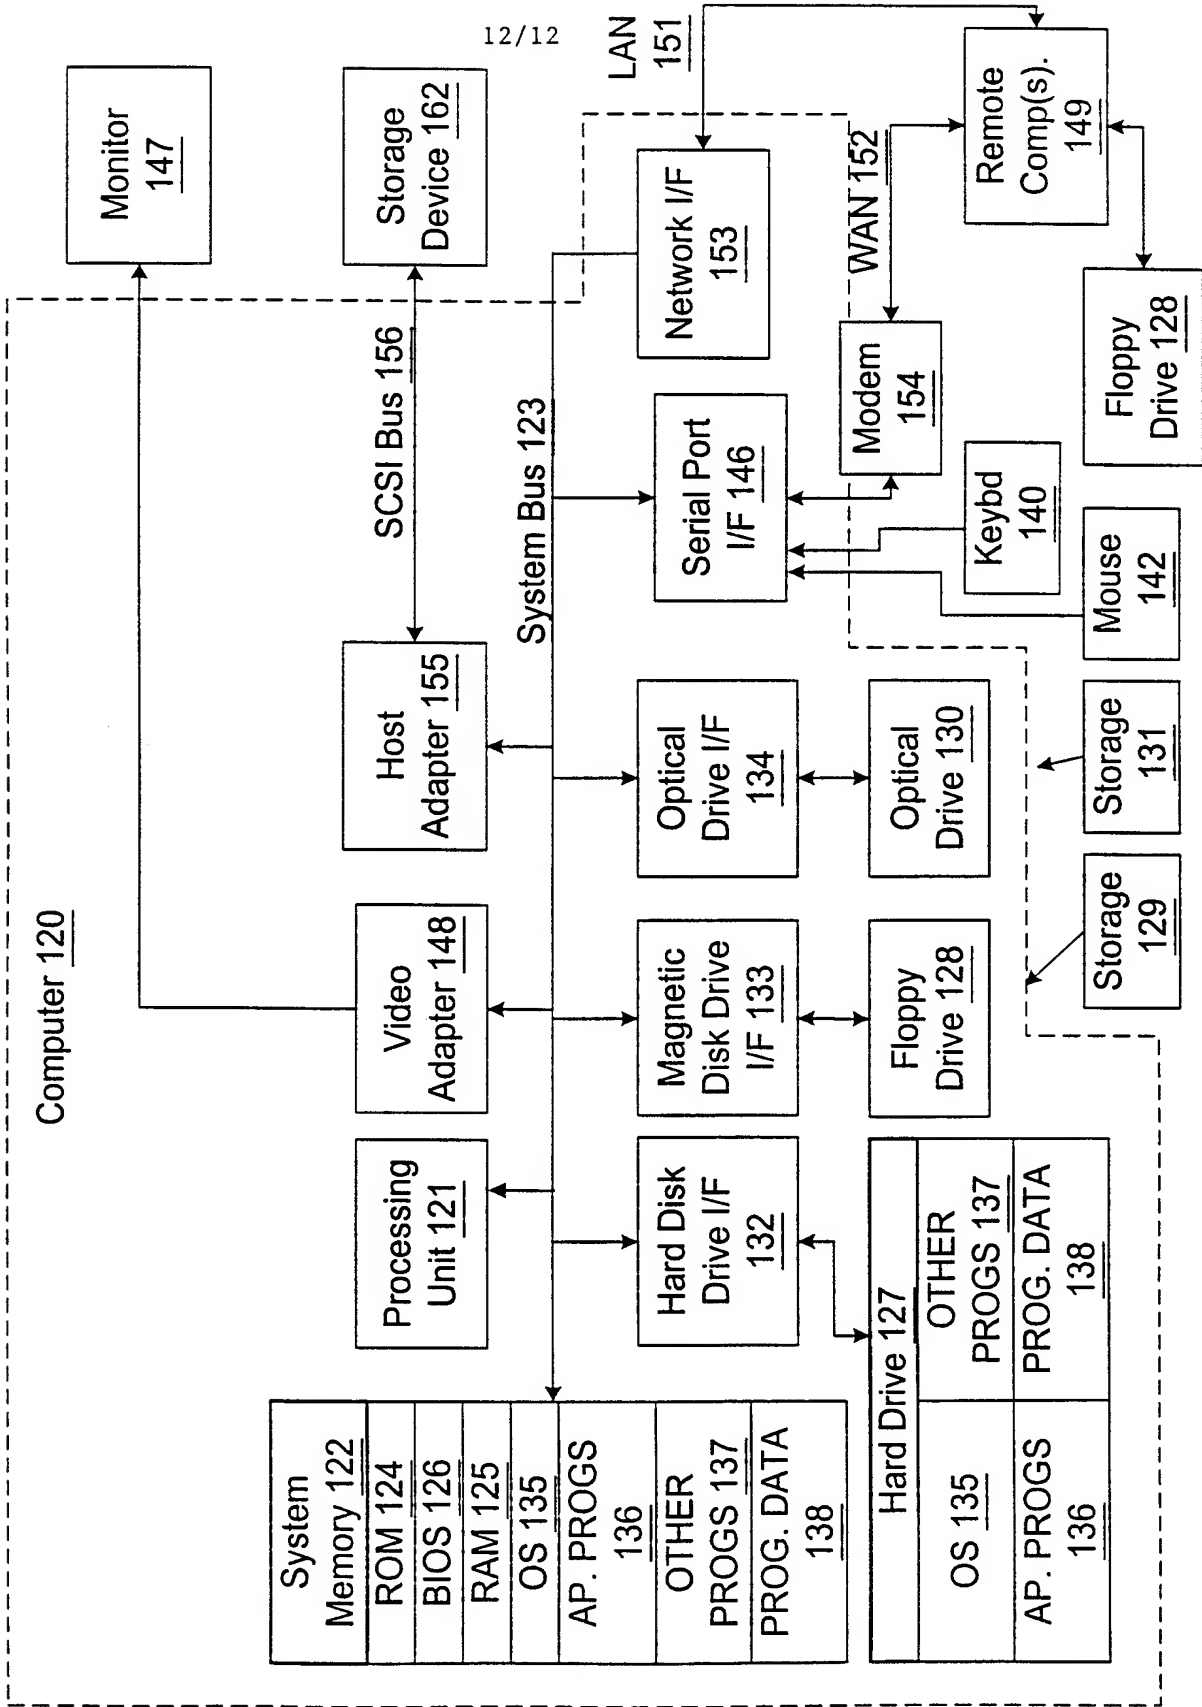 12/12
Computer 120
Monitor
147
Storage
Device 162
SCSI Bus 156
Processing
Unit 121
Video
Adapter 148
Host
Adapter 155
System Bus 123
LAN
151
System
Memory 122
ROM 124
BIOS 126
RAM 125
OS 135
AP. PROGS
136
OTHER
PROGS 137
PROG. DATA
138
Hard Disk
Drive I/F
132
Magnetic
Disk Drive
I/F 133
Optical
Drive I/F
134
Serial Port
I/F 146
Network I/F
153
WAN 152
Modem
154
Remote
Comp(s).
149
Hard Drive 127
OS 135
OTHER
PROGS 137
AP. PROGS
136
PROG. DATA
138
Floppy
Drive 128
Optical
Drive 130
Keybd
140
Storage
129
Storage
131
Mouse
142
Floppy
Drive 128